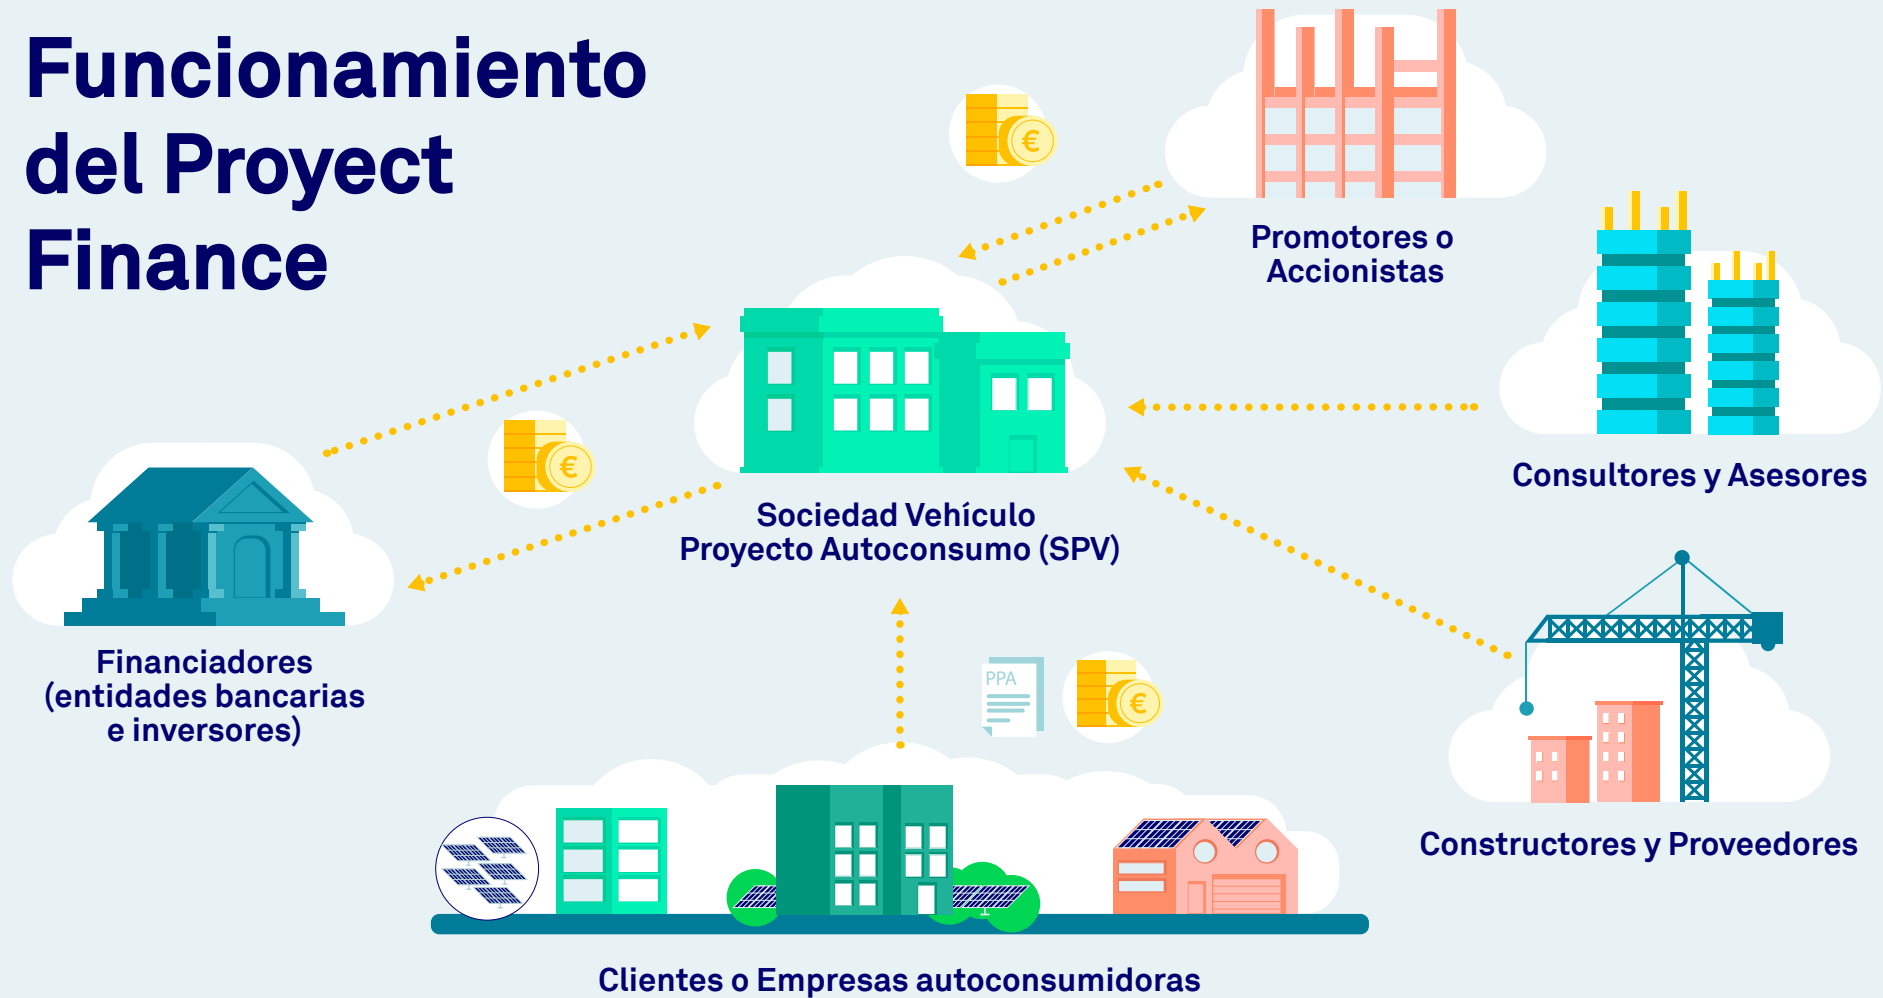 Funcionamiento
del Proyect
Finance
€
Promotores o
Accionistas
Consultores y Asesores
€
Sociedad Vehículo
Proyecto Autoconsumo (SPV)
Financiadores
(entidades bancarias
e inversores)
PPA
€
Constructores y Proveedores
Clientes o Empresas autoconsumidoras